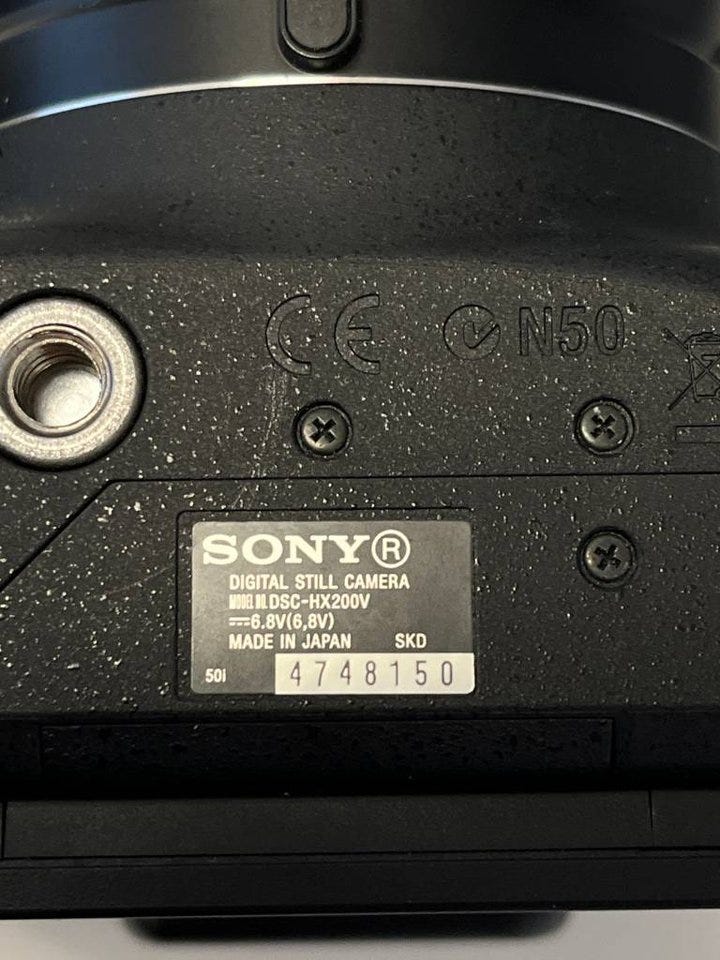 CE N50
SONY®
DIGITAL STILL CAMERA
MODEL NO. DSC-HX200V
⎓6.8V(6,8V)
MADE IN JAPAN SKD
50i 4748150